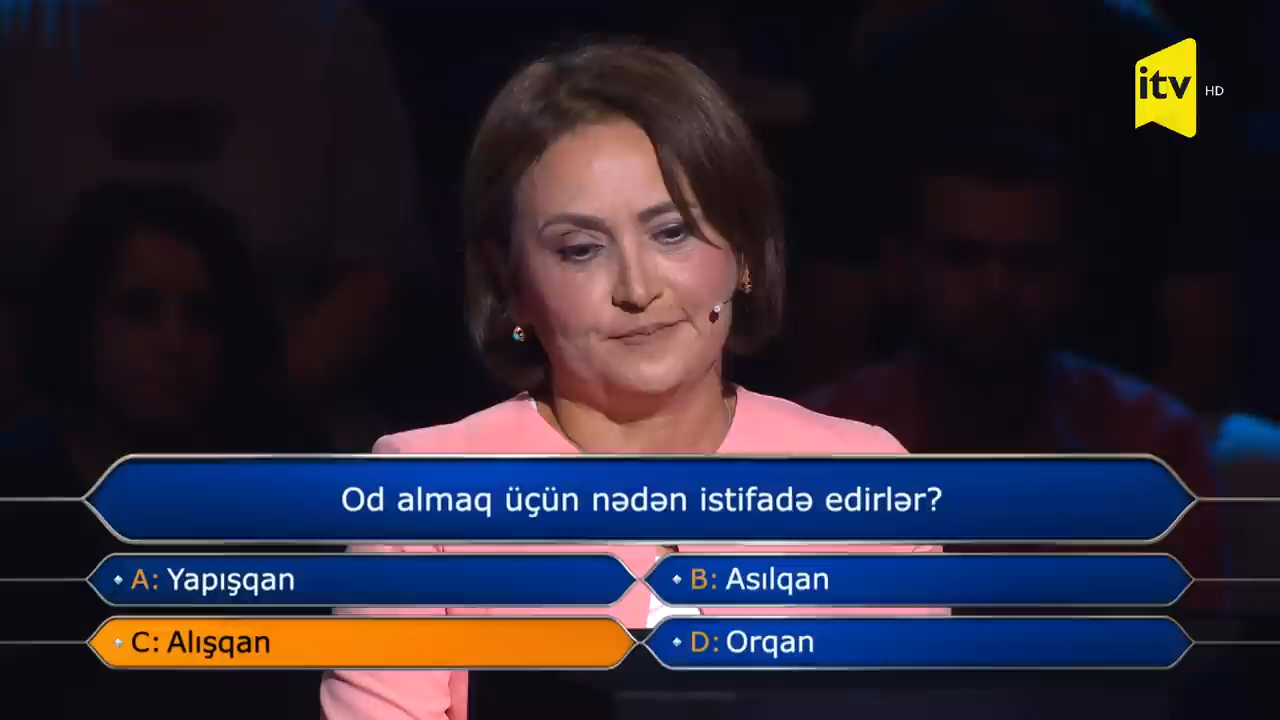 itv HD
Od almaq üçün nədən istifadə edirlər?
A: Yapışqan
B: Asılqan
C: Alışqan
D: Orqan